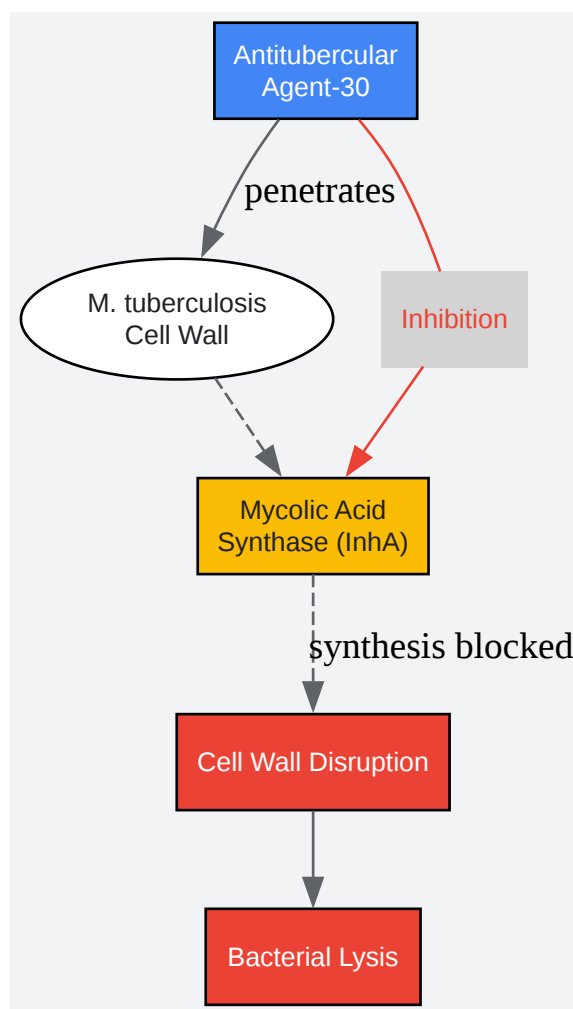 Antitubercular
Agent-30
penetrates
M. tuberculosis
Cell Wall
Inhibition
Mycolic Acid
Synthase (InhA)
synthesis blocked
Cell Wall Disruption
Bacterial Lysis